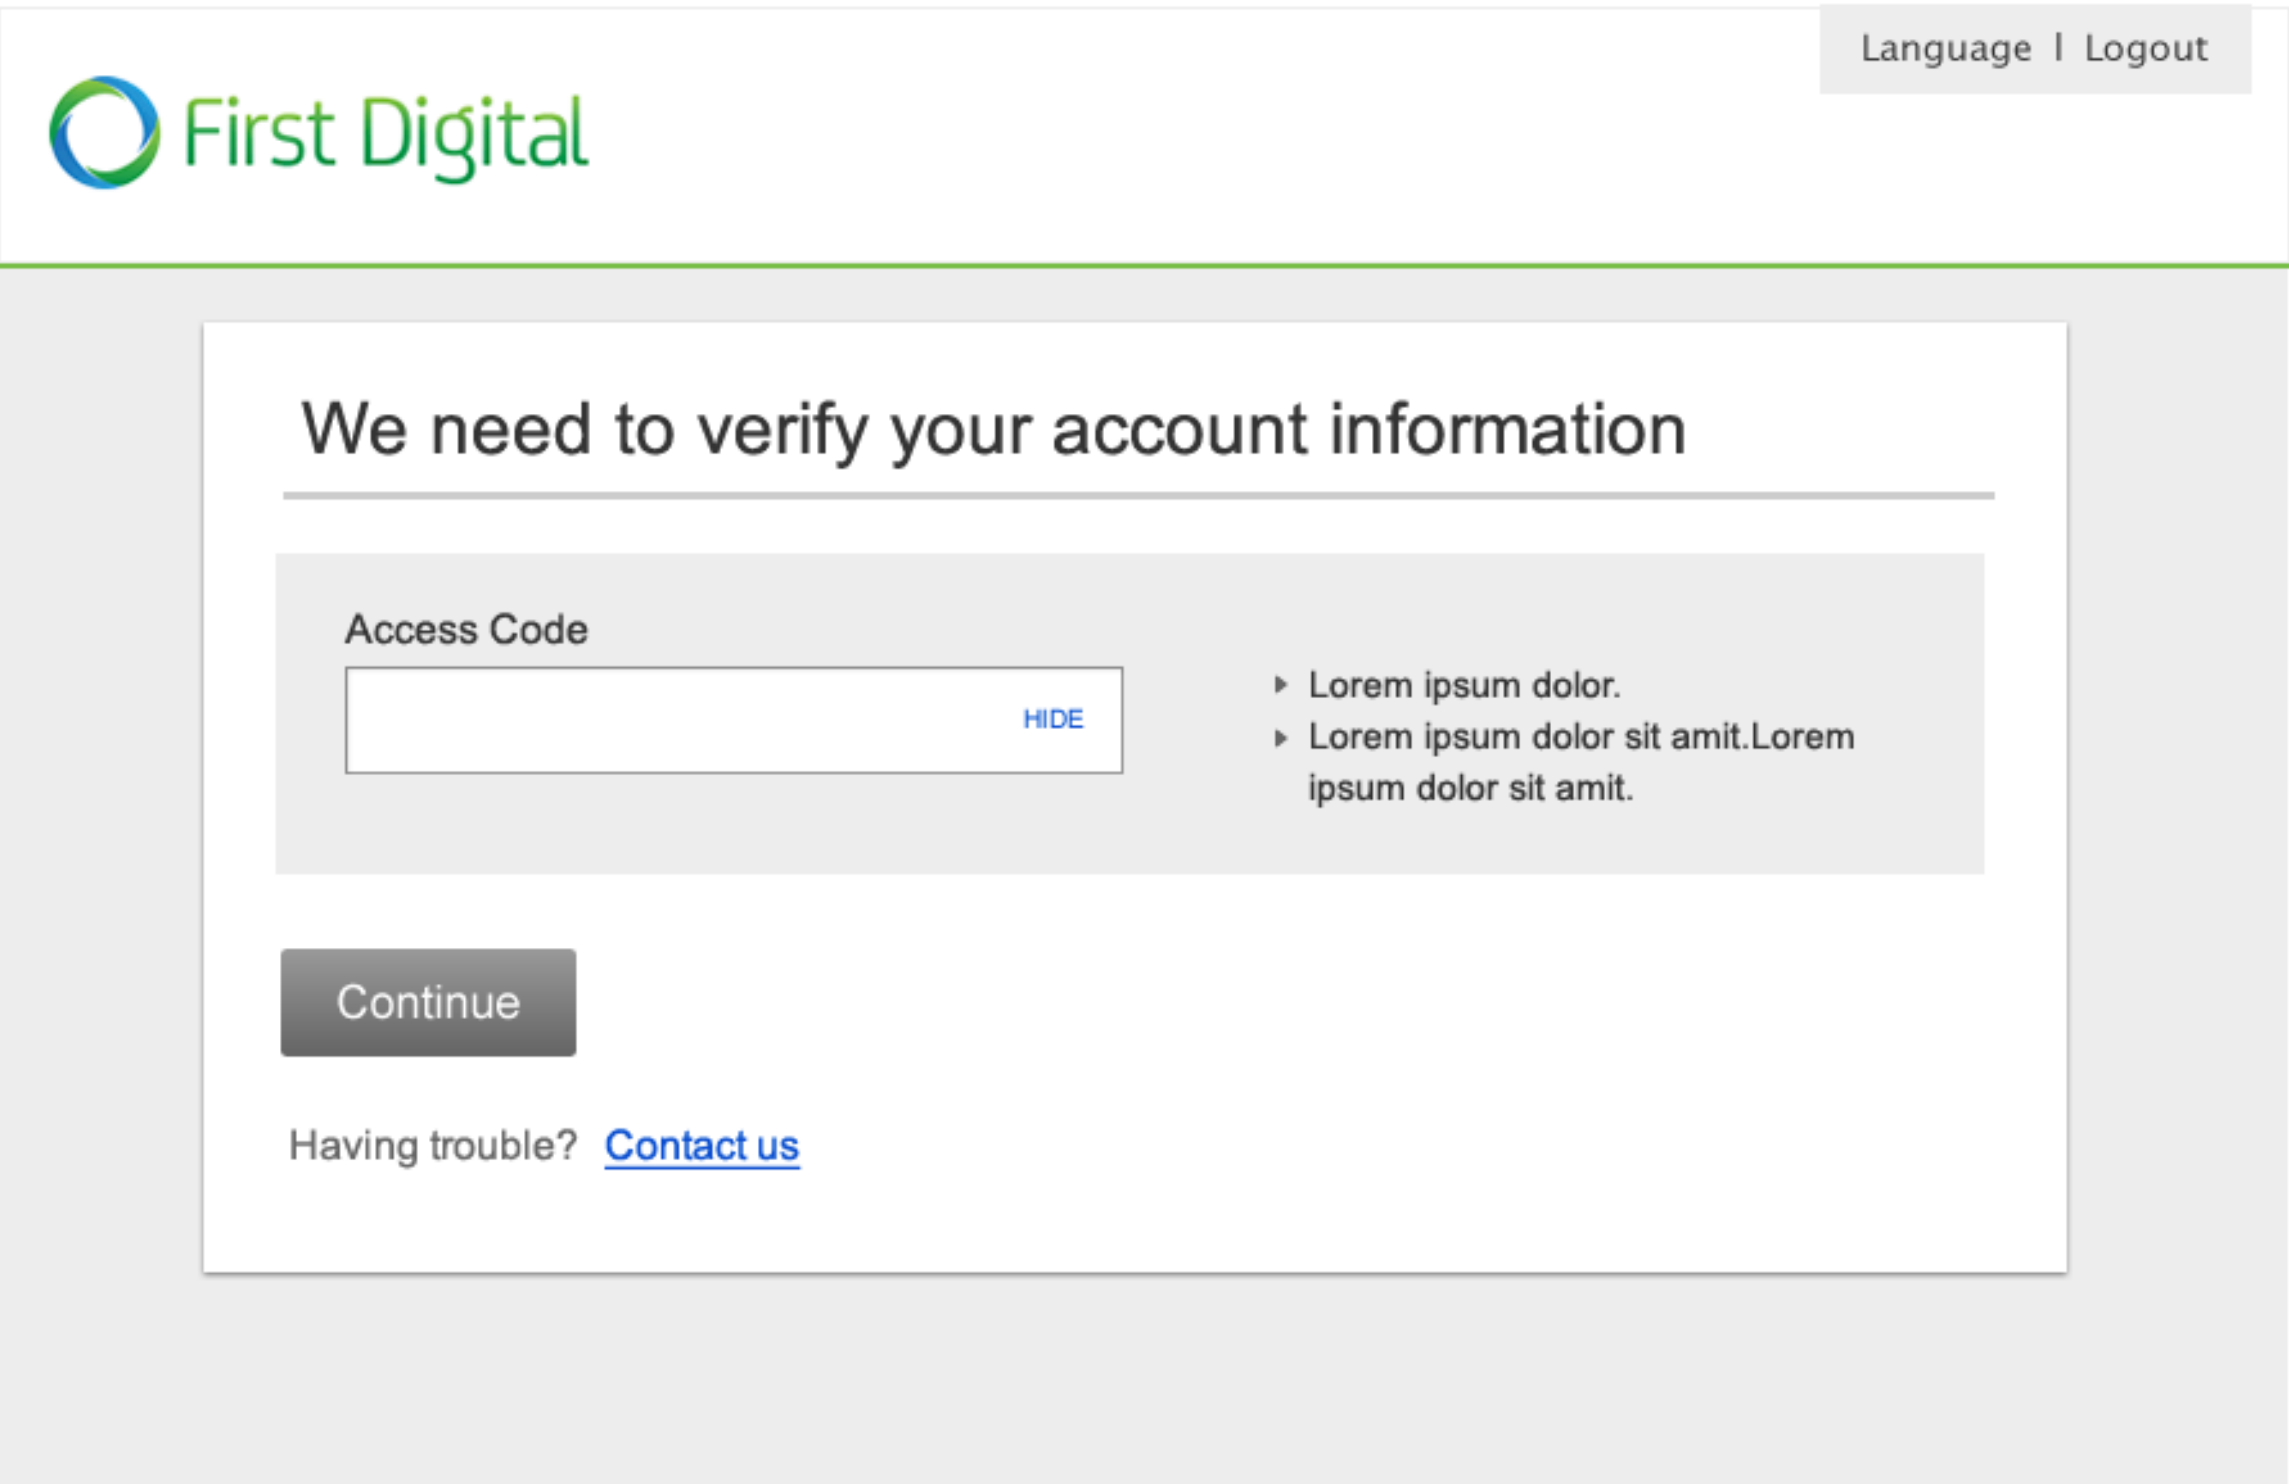 Language | Logout
First Digital
We need to verify your account information
Access Code
HIDE
Lorem ipsum dolor.
Lorem ipsum dolor sit amit.Lorem
ipsum dolor sit amit.
Continue
Having trouble? Contact us